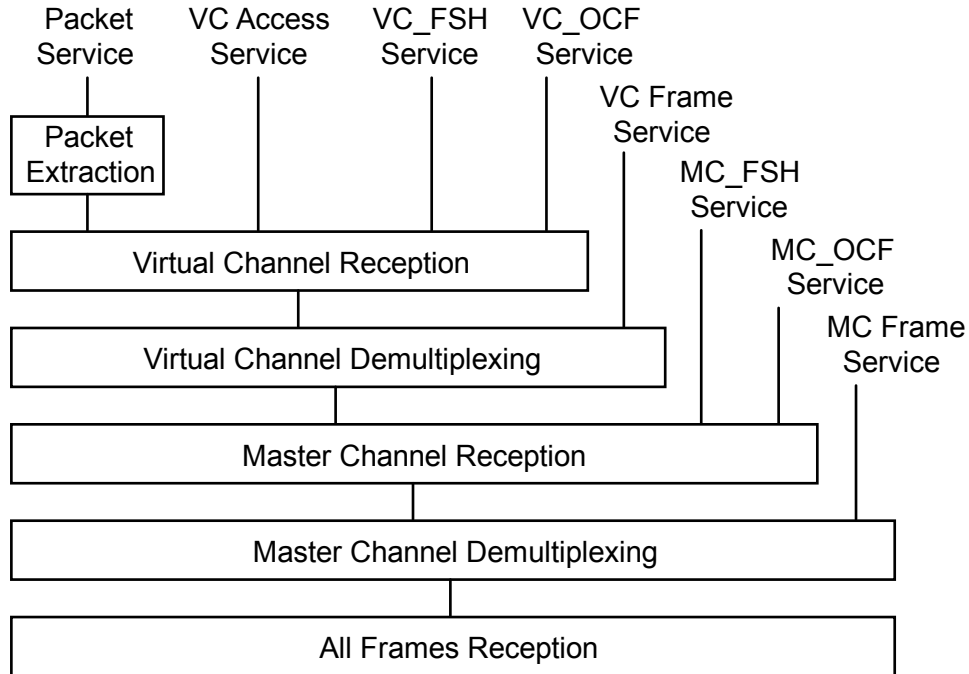 Packet
Service
VC Access
Service
VC_FSH
Service
VC_OCF
Service
VC Frame
Service
MC_FSH
Service
MC_OCF
Service
MC Frame
Service
Packet
Extraction
Virtual Channel Reception
Virtual Channel Demultiplexing
Master Channel Reception
Master Channel Demultiplexing
All Frames Reception